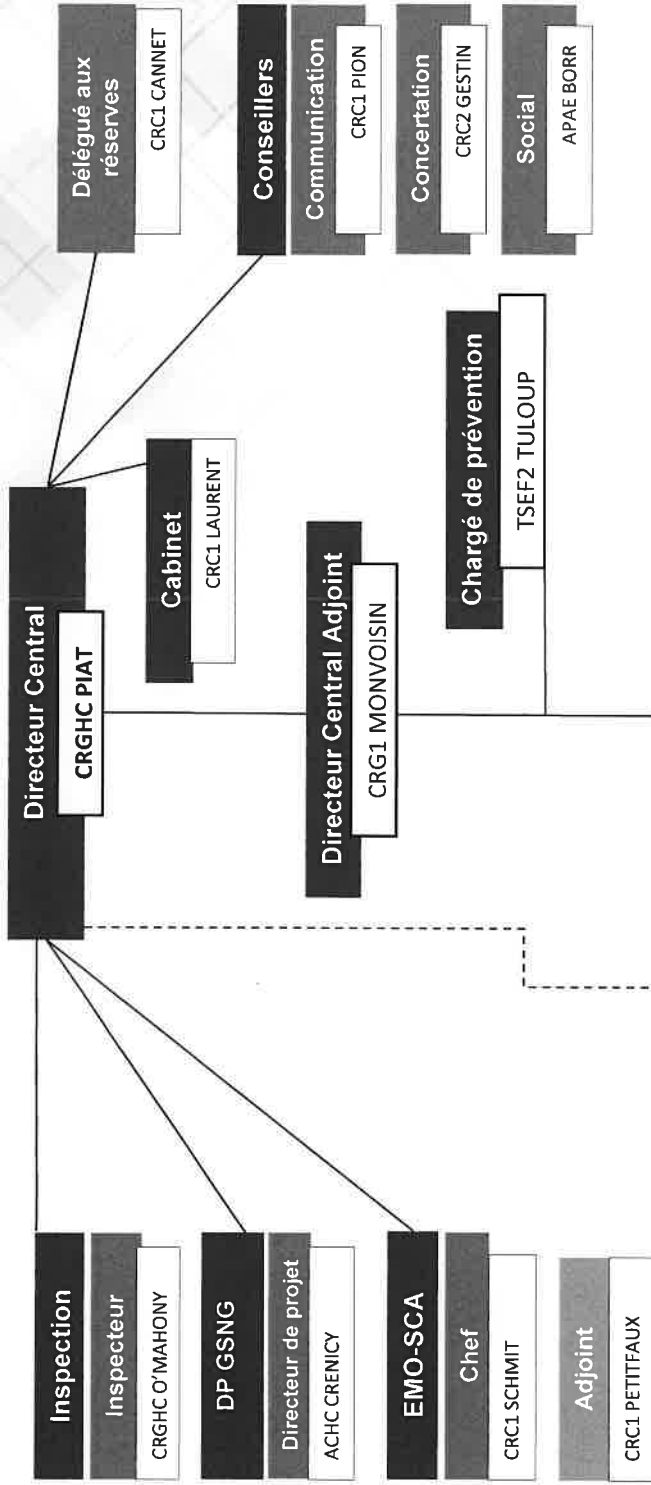 Directeur Central
CRGHC PIAT
Inspection
Inspecteur
CRGHC O'MAHONY
DP GSNG
Directeur de projet
ACHC CRENICY
EMO-SCA
Chef
CRC1 SCHMIT
Adjoint
CRC1 PETITFAUX
Cabinet
CRC1 LAURENT
Directeur Central Adjoint
CRG1 MONVOISIN
Chargé de prévention
TSEF2 TULOUP
Délégué aux
réserves
CRC1 CANNET
Conseillers
Communication
CRC1 PION
Concertation
CRC2 GESTIN
Social
APAE BORR